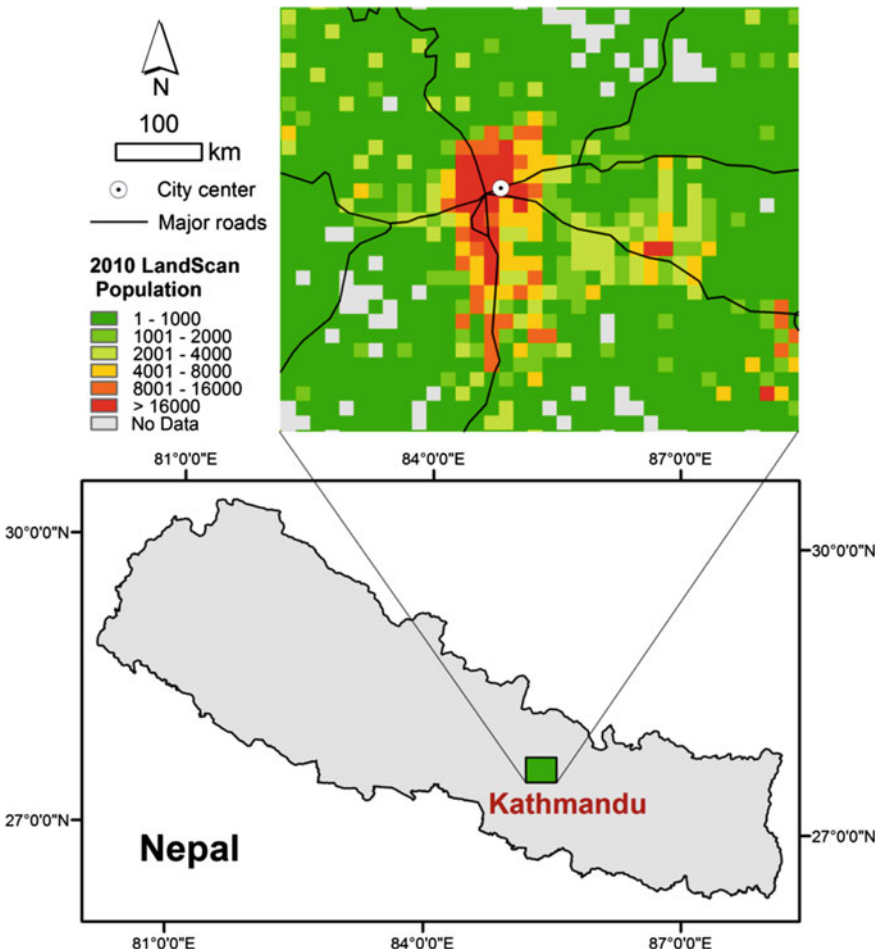 N
100
km
City center
Major roads
2010 LandScan
Population
1 - 1000
1001 - 2000
2001 - 4000
4001 - 8000
8001 - 16000
> 16000
No Data
81°0'0"E 84°0'0"E 87°0'0"E
30°0'0"N
30°0'0"N
Kathmandu
27°0'0"N
27°0'0"N
Nepal
81°0'0"E 84°0'0"E 87°0'0"E